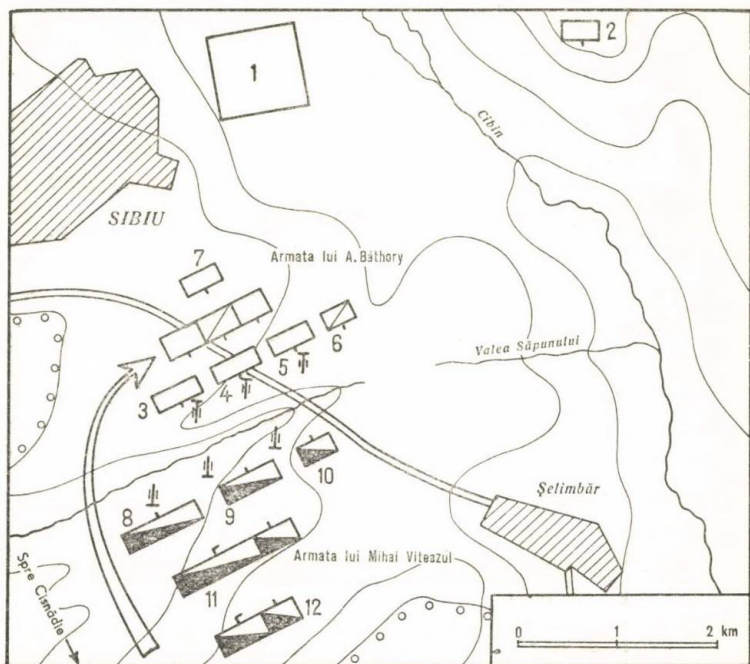 1
2
Cibin
SIBIU
Armata lui A.Báthory
7
6
5
4
3
Valea Săpunului
10
9
8
Șelimbăr
Armata lui Mihai Viteazul
11
12
Spre Cisnădie
0 1 2 km